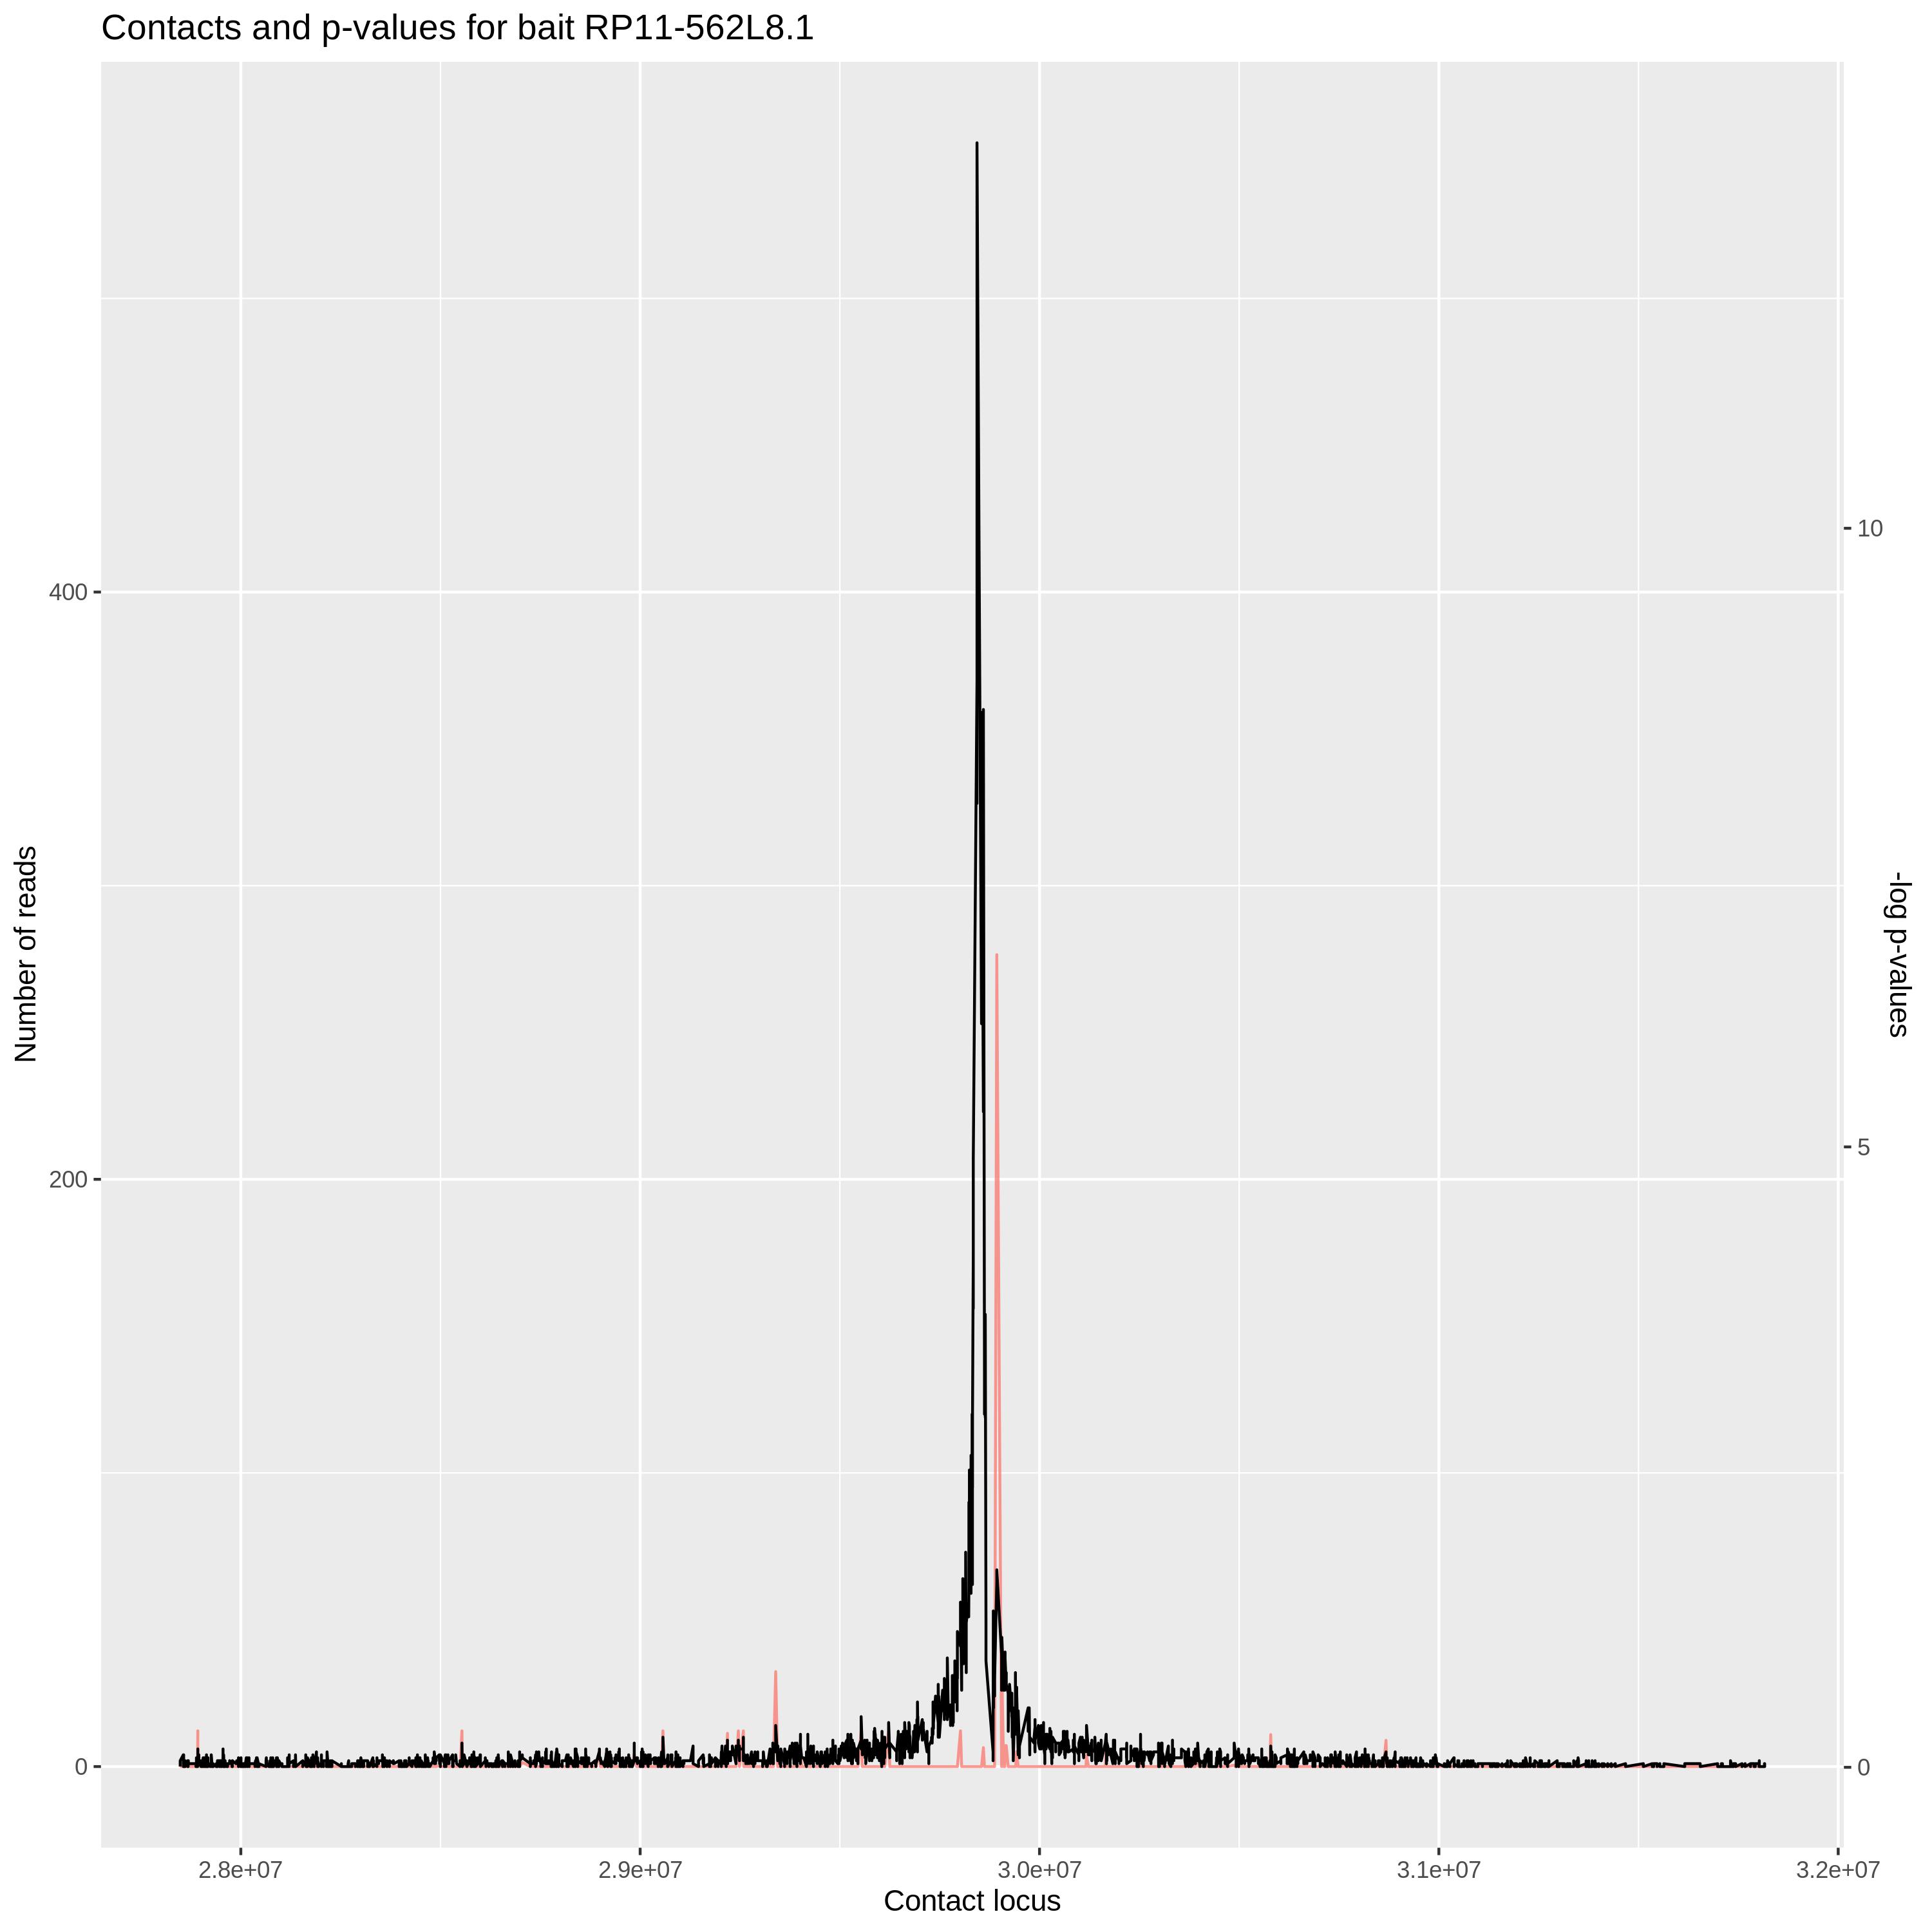 Contacts and p-values for bait RP11-562L8.1
Number of reads
400
200
0
10
5
0
-log p-values
2.8e+07 2.9e+07 3.0e+07 3.1e+07 3.2e+07
Contact locus